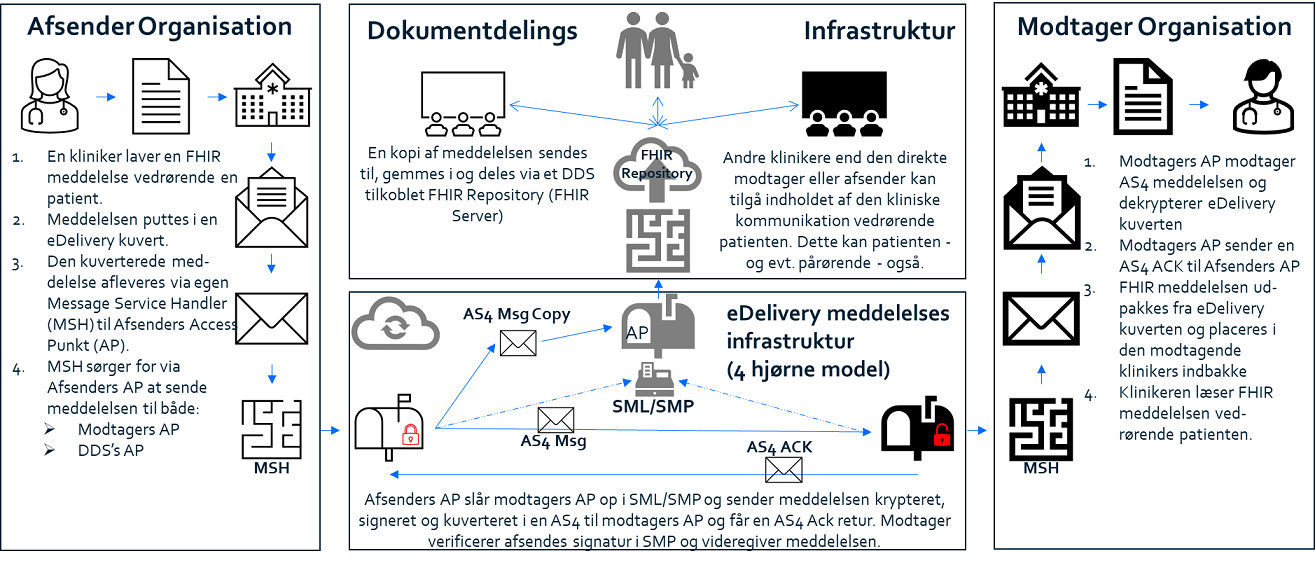 Afsender Organisation
1. En kliniker laver en FHIR
meddelelse vedrørende en
patient.
2. Meddelelsen puttes i en
eDelivery kuvert.
3. Den kuverterede med-
delelse afleveres via egen
Message Service Handler
(MSH) til Afsenders Access
Punkt (AP).
4. MSH sørger for via
Afsenders AP at sende
meddelelsen til både:
Modtagers AP
DDS's AP
MSH
Dokumentdelings Infrastruktur
En kopi af meddelelsen sendes
til, gemmes i og deles via et DDS
tilkoblet FHIR Repository (FHIR
Server)
FHIR
Repository
Andre klinikere end den direkte
modtager eller afsender kan
tilgå indholdet af den kliniske
kommunikation vedrørende
patienten. Dette kan patienten -
og evt. pårørende - også.
AS4 Msg Copy
AP
eDelivery meddelelses
infrastruktur
(4 hjørne model)
SML/SMP
AS4 Msg
AS4 ACK
Afsenders AP slår modtagers AP op i SML/SMP og sender meddelelsen krypteret,
signeret og kuverteret i en AS4 til modtagers AP og får en AS4 Ack retur. Modtager
verificerer afsendes signatur i SMP og videregiver meddelelsen.
Modtager Organisation
1. Modtagers AP modtager
AS4 meddelelsen og
dekrypterer eDelivery
kuverten
2. Modtagers AP sender en
AS4 ACK til Afsenders AP
3. FHIR meddelelsen ud-
pakkes fra eDelivery
kuverten og placeres i
den modtagende
klinikers indbakke
4. Klinikeren læser FHIR
meddelelsen ved-
rørende patienten.
MSH